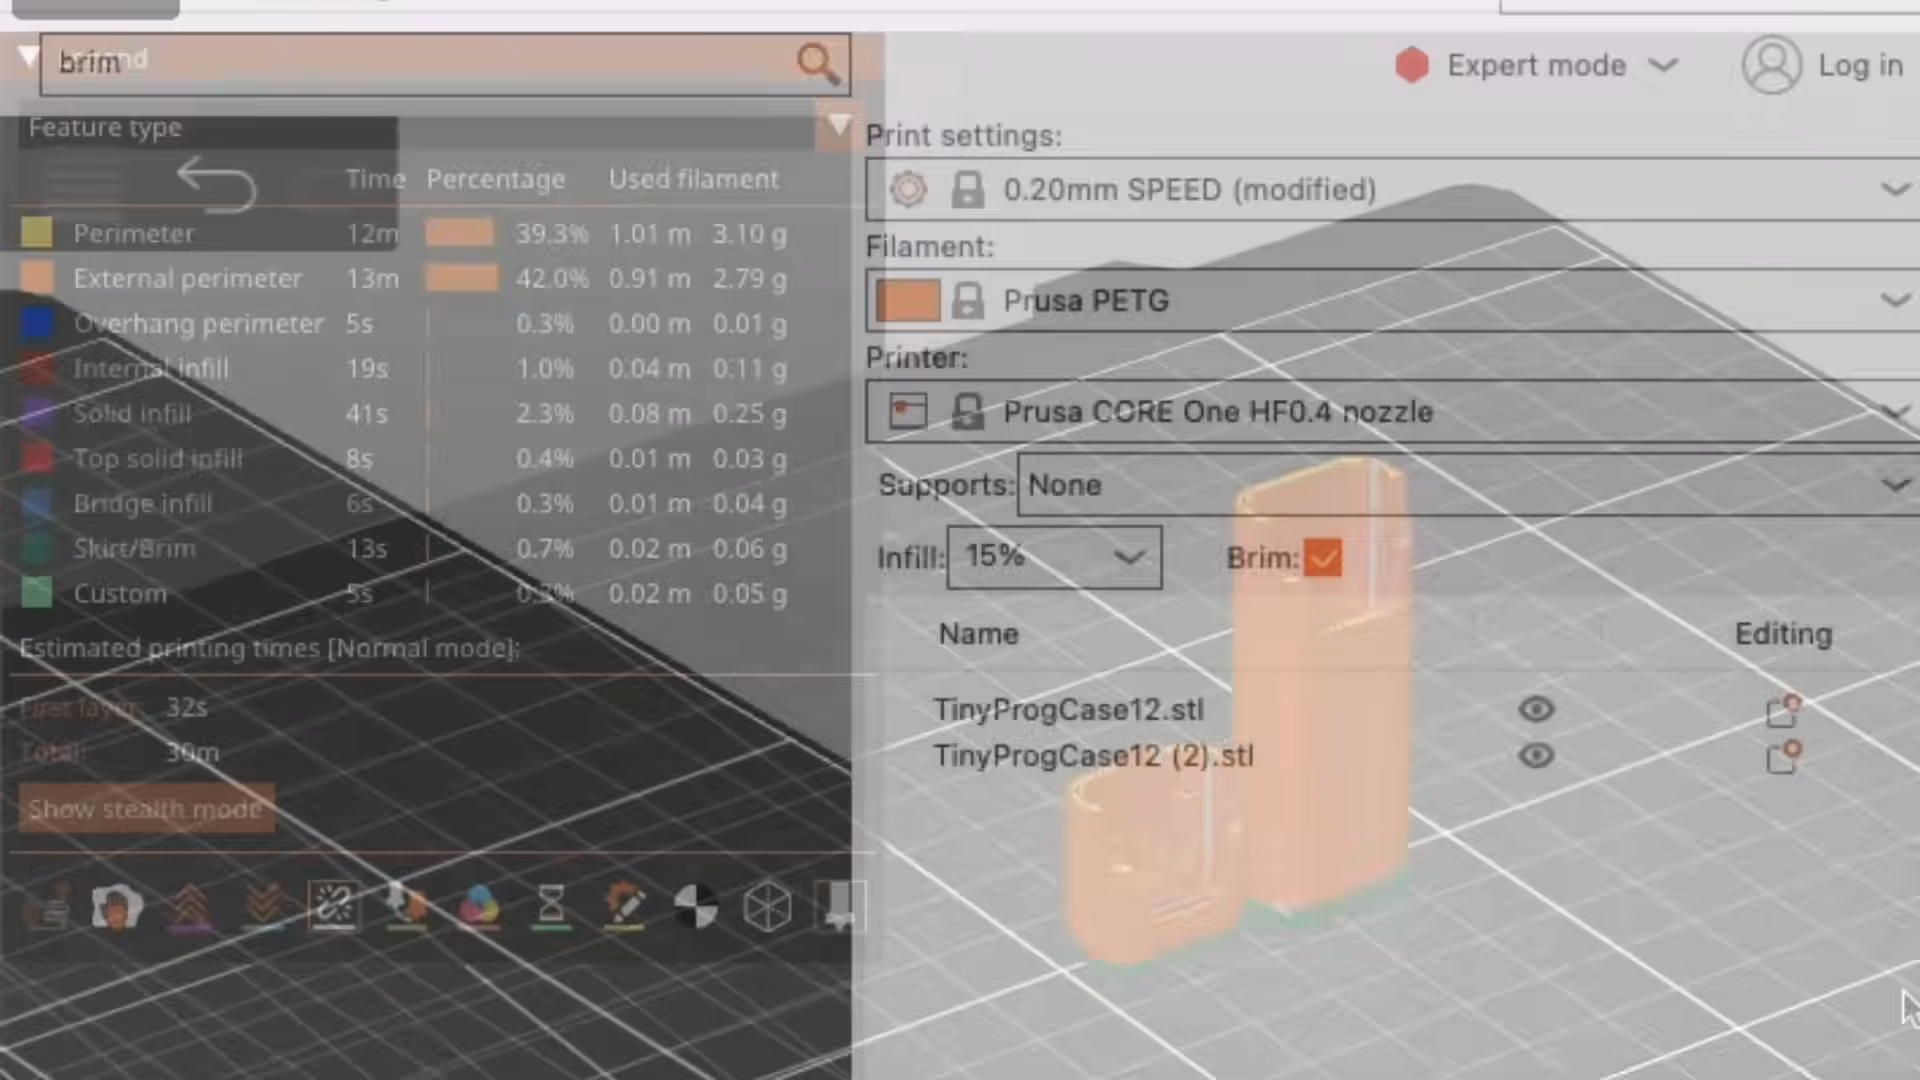 Legend
brim
Expert mode
Log in
Feature type
Time Percentage Used filament
Perimeter 12m 39.3% 1.01 m 3.10 g
External perimeter 13m 42.0% 0.91 m 2.79 g
Overhang perimeter 5s 0.3% 0.00 m 0.01 g
Internal infill 19s 1.0% 0.04 m 0.11 g
Solid infill 41s 2.3% 0.08 m 0.25 g
Top solid infill 8s 0.4% 0.01 m 0.03 g
Bridge infill 6s 0.3% 0.01 m 0.04 g
Skirt/Brim 13s 0.7% 0.02 m 0.06 g
Custom 5s 0.3% 0.02 m 0.05 g
Estimated printing times [Normal mode]:
First layer: 32s
Total: 30m
Show stealth mode
Print settings:
0.20mm SPEED (modified)
Filament:
Prusa PETG
Printer:
Prusa CORE One HF0.4 nozzle
Supports: None
Infill: 15% Brim:
Name Editing
TinyProgCase12.stl
TinyProgCase12 (2).stl